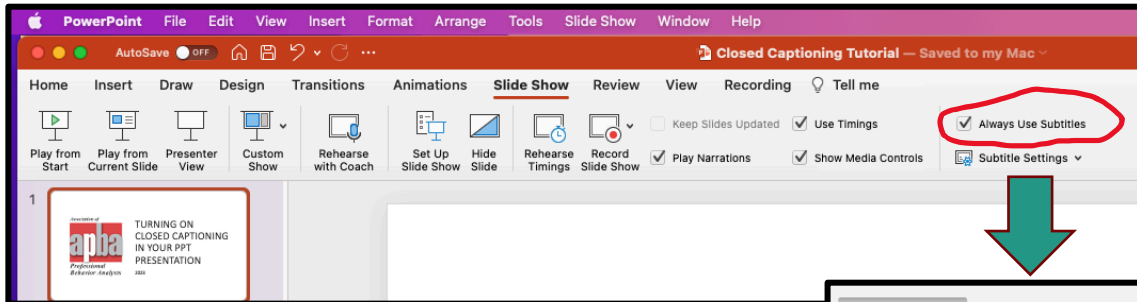 PowerPoint File Edit View Insert Format Arrange Tools Slide Show Window Help
AutoSave OFF ... Closed Captioning Tutorial — Saved to my Mac
Home Insert Draw Design Transitions Animations Slide Show Review View Recording Tell me
Play from Start
Play from Current Slide
Presenter View
Custom Show
Rehearse with Coach
Set Up Slide Show
Hide Slide
Rehearse Timings
Record Slide Show
Keep Slides Updated
Play Narrations
Use Timings
Show Media Controls
Always Use Subtitles
Subtitle Settings
1
Association of
apba
Professional
Behavior Analysts
TURNING ON
CLOSED CAPTIONING
IN YOUR PPT
PRESENTATION